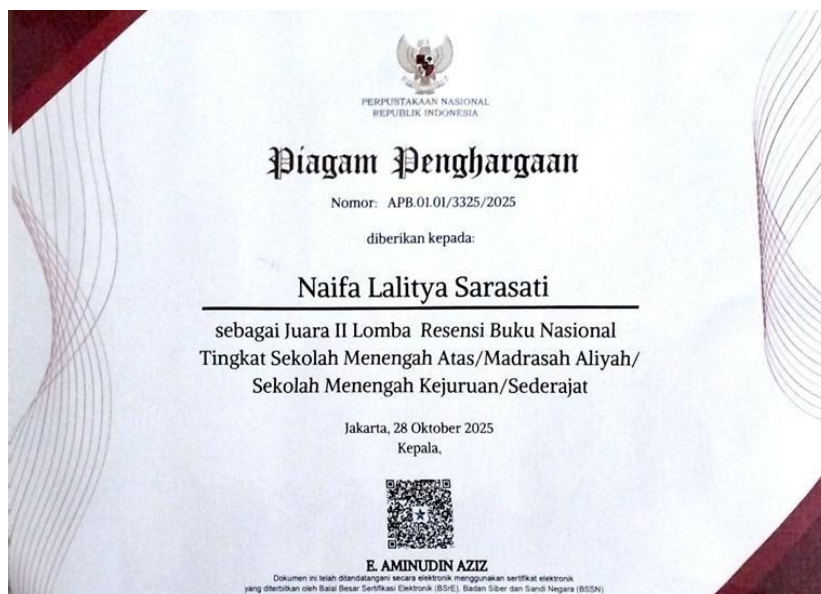 PERPUSTAKAAN NASIONAL
REPUBLIK INDONESIA
Piagam Penghargaan
Nomor: APB.01.01/3325/2025
diberikan kepada:
Naifa Lalitya Sarasati
sebagai Juara II Lomba Resensi Buku Nasional
Tingkat Sekolah Menengah Atas/Madrasah Aliyah/
Sekolah Menengah Kejuruan/Sederajat
Jakarta, 28 Oktober 2025
Kepala,
E. AMINUDIN AZIZ
Dokumen ini telah ditandatangani secara elektronik menggunakan sertifikat elektronik
yang diterbitkan oleh Balai Besar Sertifikasi Elektronik (BSrE), Badan Siber dan Sandi Negara (BSSN)